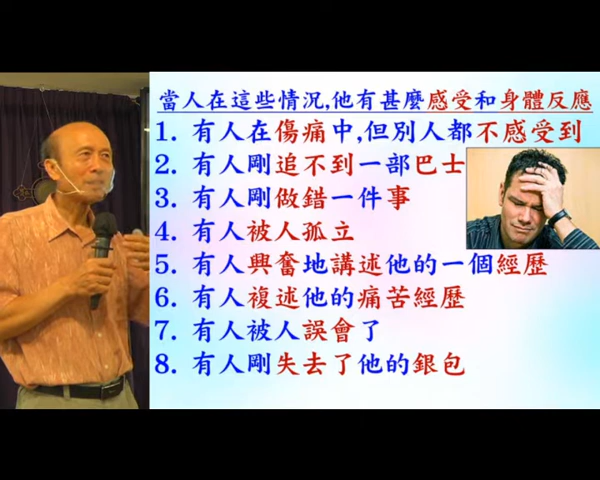 當人在這些情況,他有甚麼感受和身體反應
1. 有人在傷痛中,但別人都不感受到
2. 有人剛追不到一部巴士
3. 有人剛做錯一件事
4. 有人被人孤立
5. 有人興奮地講述他的一個經歷
6. 有人複述他的痛苦經歷
7. 有人被人誤會了
8. 有人剛失去了他的銀包